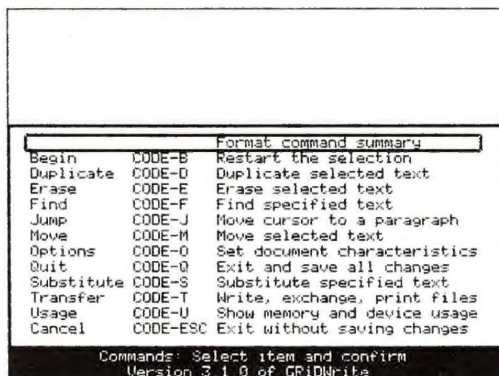 Format command summary
Begin CODE-B Restart the selection
Duplicate CODE-D Duplicate selected text
Erase CODE-E Erase selected text
Find CODE-F Find specified text
Jump CODE-J Move cursor to a paragraph
Move CODE-M Move selected text
Options CODE-O Set document characteristics
Quit CODE-Q Exit and save all changes
Substitute CODE-S Substitute specified text
Transfer CODE-T Write, exchange, print files
Usage CODE-U Show memory and device usage
Cancel CODE-ESC Exit without saving changes
Commands: Select item and confirm
Version 3.1.0 of GRiDWrite